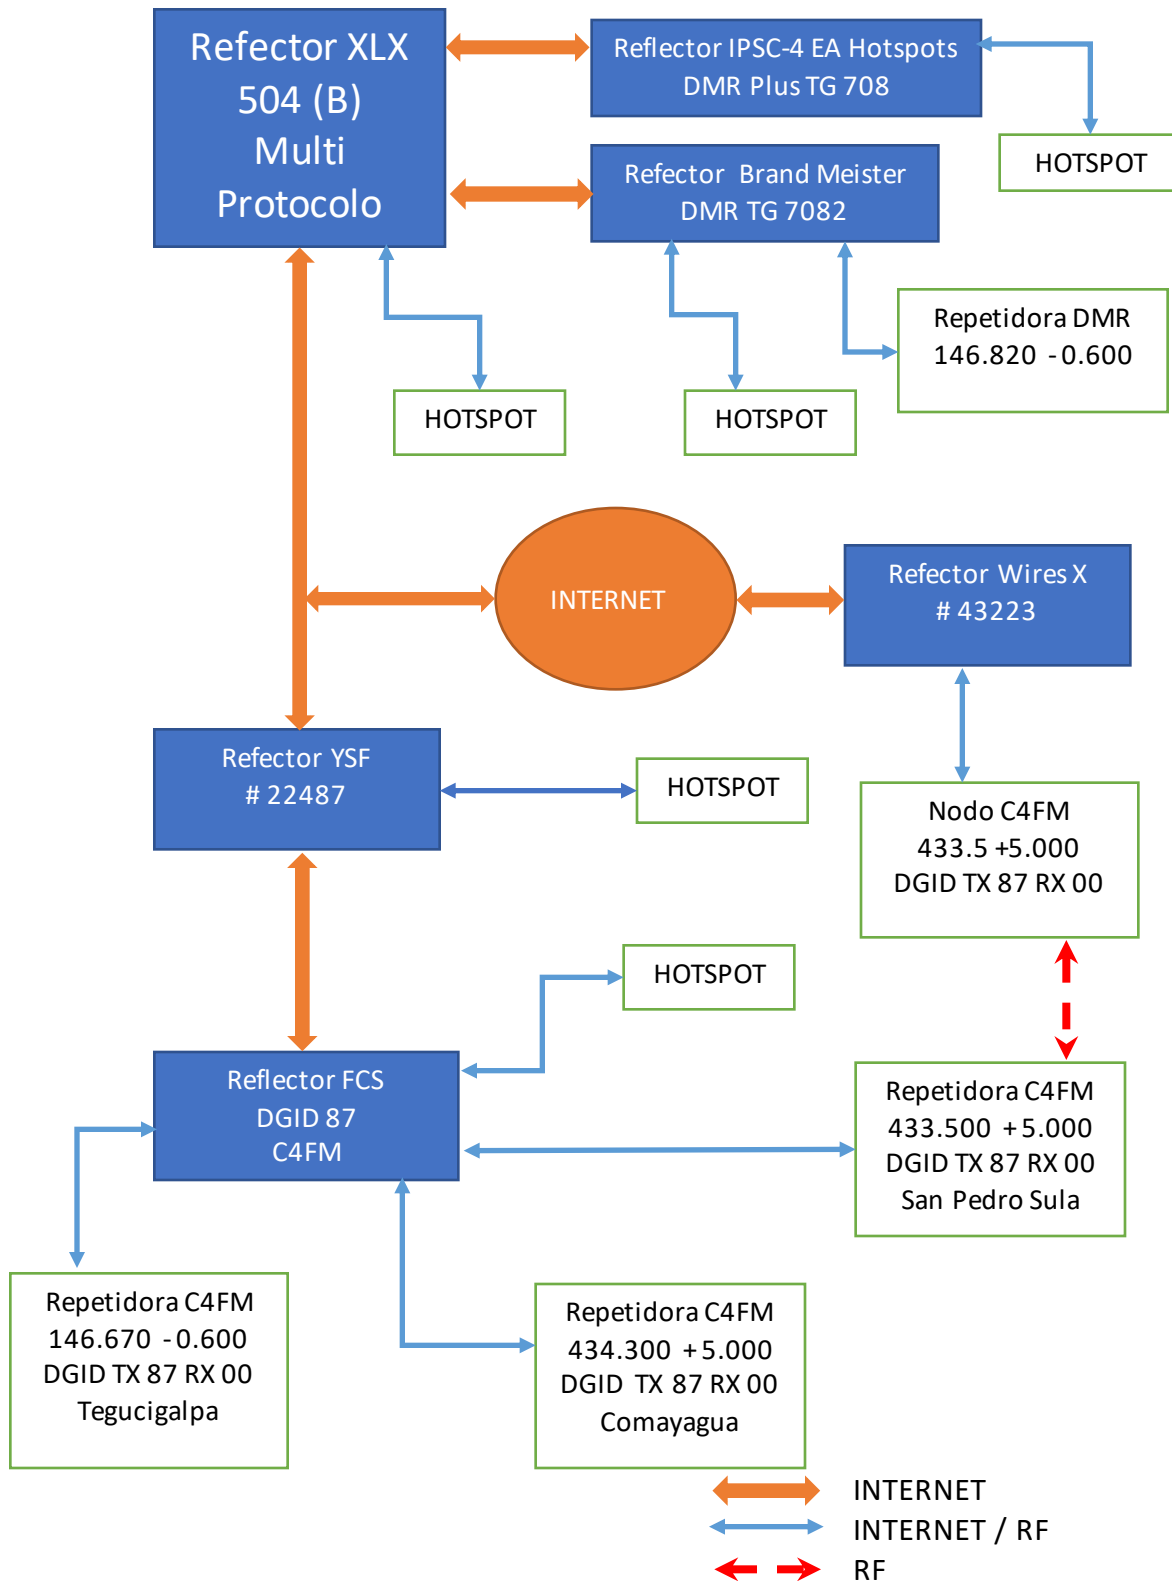 Refector XLX
504 (B)
Multi
Protocolo
Reflector IPSC-4 EA Hotspots
DMR Plus TG 708
HOTSPOT
Refector Brand Meister
DMR TG 7082
Repetidora DMR
146.820 - 0.600
HOTSPOT
HOTSPOT
INTERNET
Refector Wires X
# 43223
Refector YSF
# 22487
HOTSPOT
Nodo C4FM
433.5 +5.000
DGID TX 87 RX 00
HOTSPOT
Reflector FCS
DGID 87
C4FM
Repetidora C4FM
433.500 + 5.000
DGID TX 87 RX 00
San Pedro Sula
Repetidora C4FM
146.670 - 0.600
DGID TX 87 RX 00
Tegucigalpa
Repetidora C4FM
434.300 + 5.000
DGID TX 87 RX 00
Comayagua
INTERNET
INTERNET / RF
RF